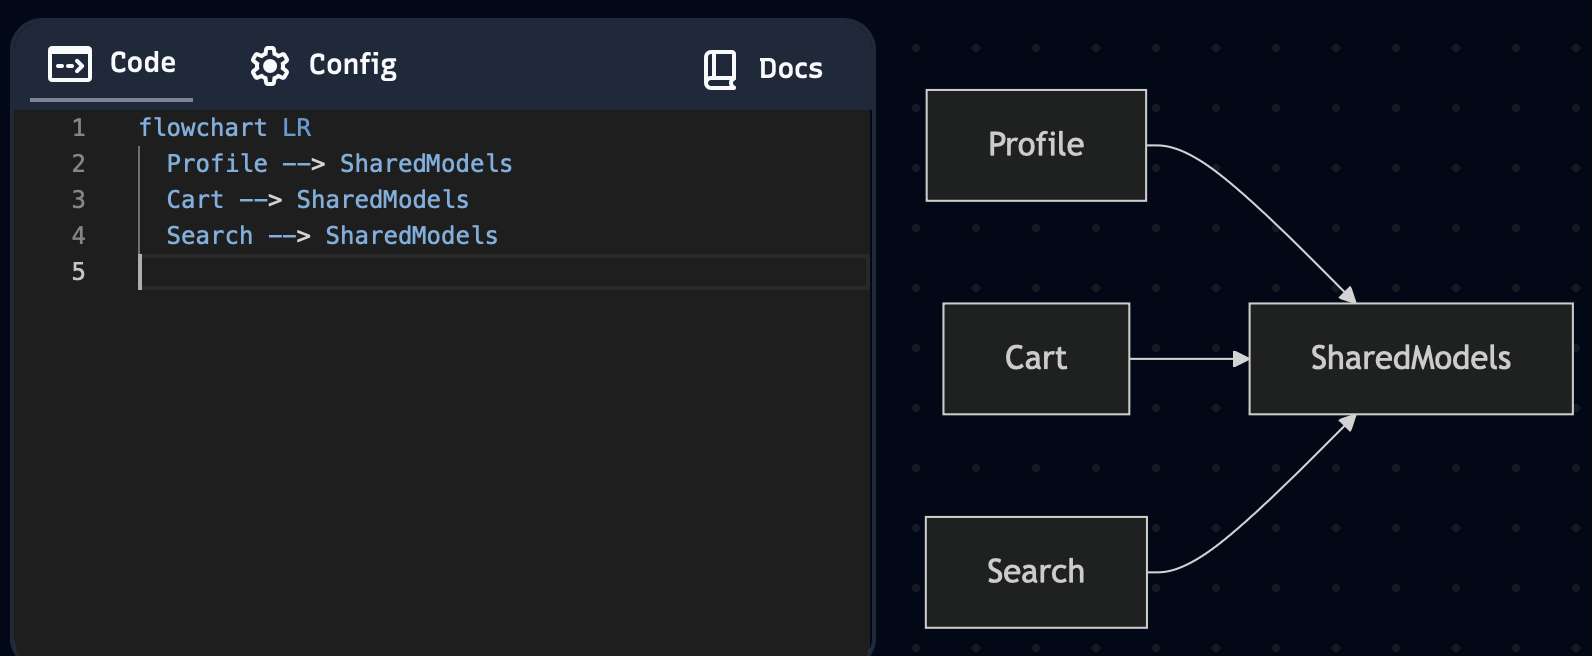 Code
Config
Docs
1 flowchart LR
2 Profile --> SharedModels
3 Cart --> SharedModels
4 Search --> SharedModels
5
Profile
Cart
SharedModels
Search